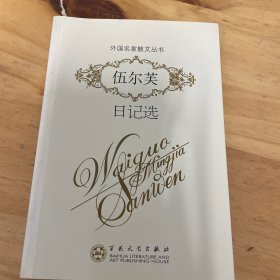 外国名家散文丛书
伍尔芙
日记选
Waiguo
Mingjia
Sanwen
百花文艺出版社
BAIHUA LITERATURE AND
ART PUBLISHING HOUSE